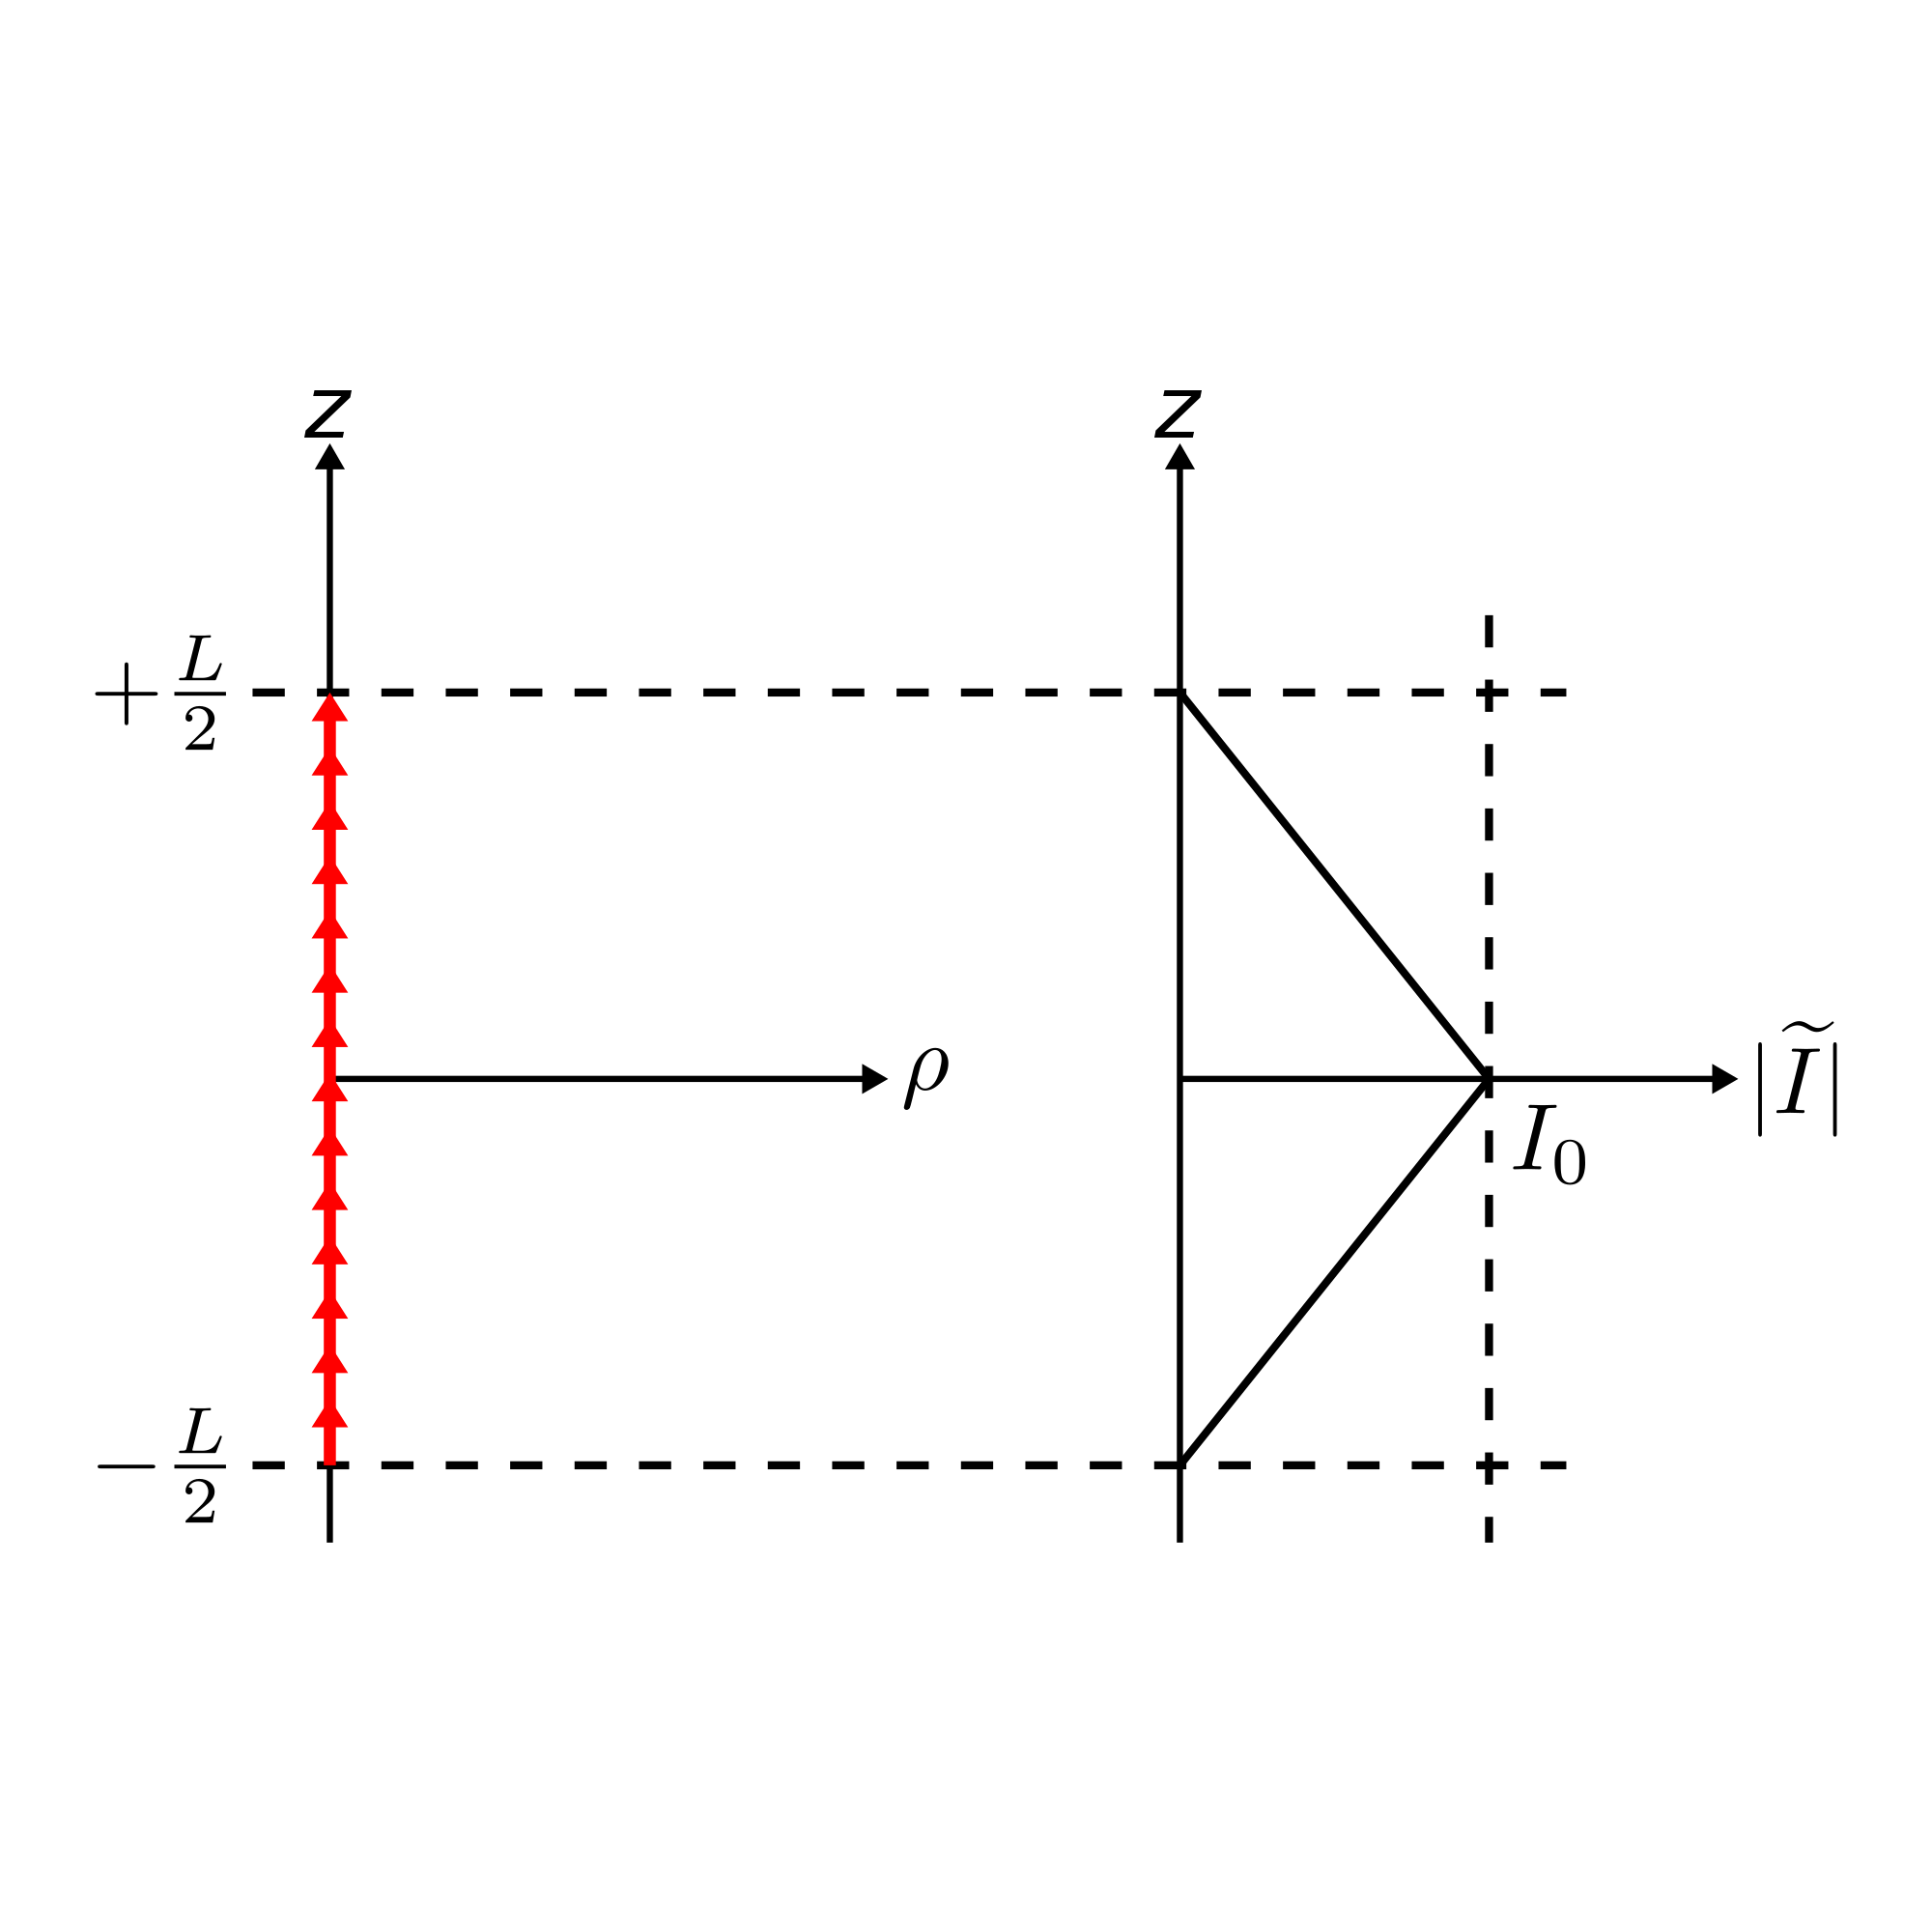 z
z
+L/2
ρ
|Ĩ|
I₀
−L/2